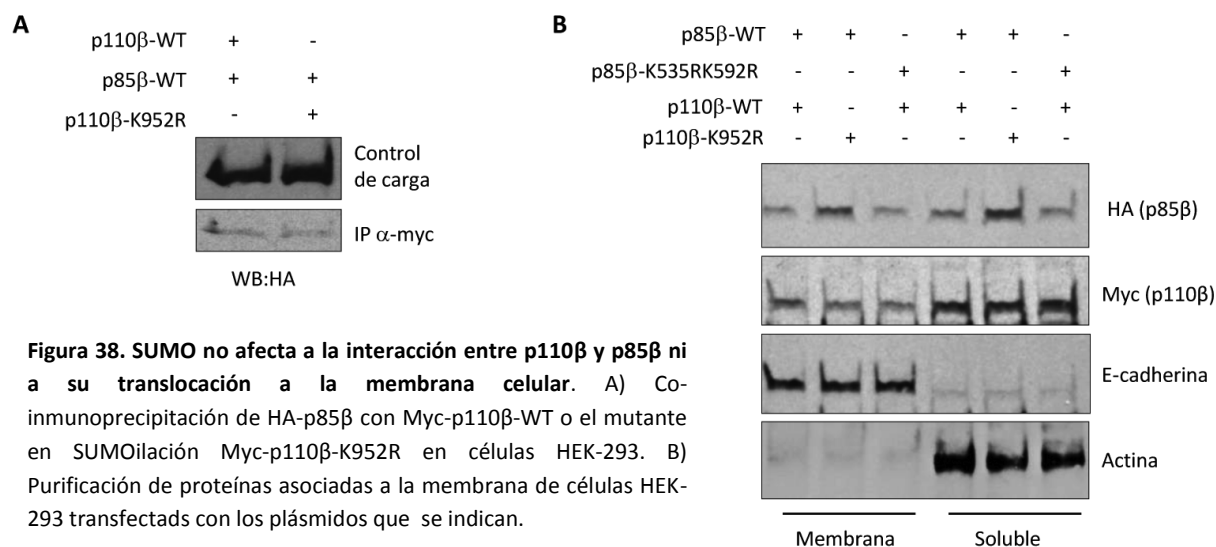 A
p110β-WT + -
p85β-WT + +
p110β-K952R - +
Control
de carga
IP α-myc
WB:HA
Figura 38. SUMO no afecta a la interacción entre p110β y p85β ni
a su translocación a la membrana celular. A) Co-
inmunoprecipitación de HA-p85β con Myc-p110β-WT o el mutante
en SUMOilación Myc-p110β-K952R en células HEK-293. B)
Purificación de proteínas asociadas a la membrana de células HEK-
293 transfectads con los plásmidos que se indican.
B
p85β-WT + + - + + -
p85β-K535RK592R - - + - - +
p110β-WT + - + + - +
p110β-K952R - + - - + -
HA (p85β)
Myc (p110β)
E-cadherina
Actina
Membrana Soluble